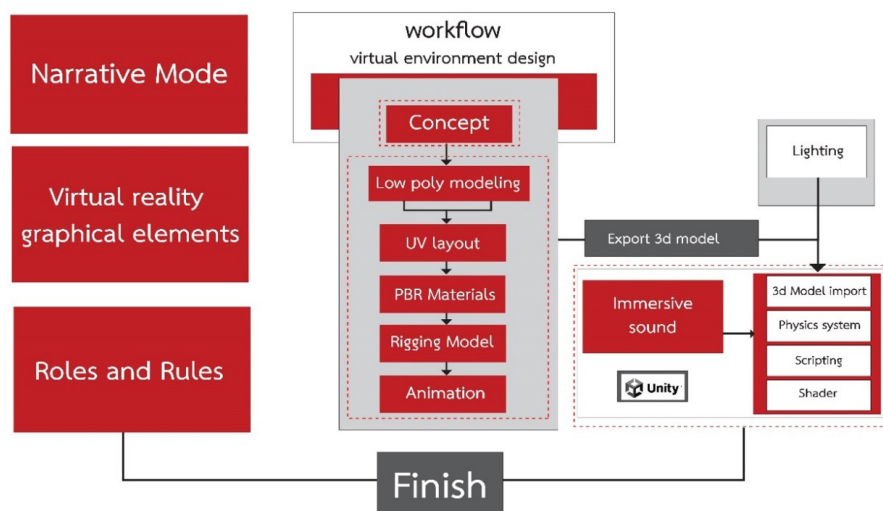 Narrative Mode
Virtual reality
graphical elements
Roles and Rules
workflow
virtual environment design
Concept
Low poly modeling
UV layout
PBR Materials
Rigging Model
Animation
Export 3d model
Lighting
Immersive
sound
Unity
3d Model import
Physics system
Scripting
Shader
Finish